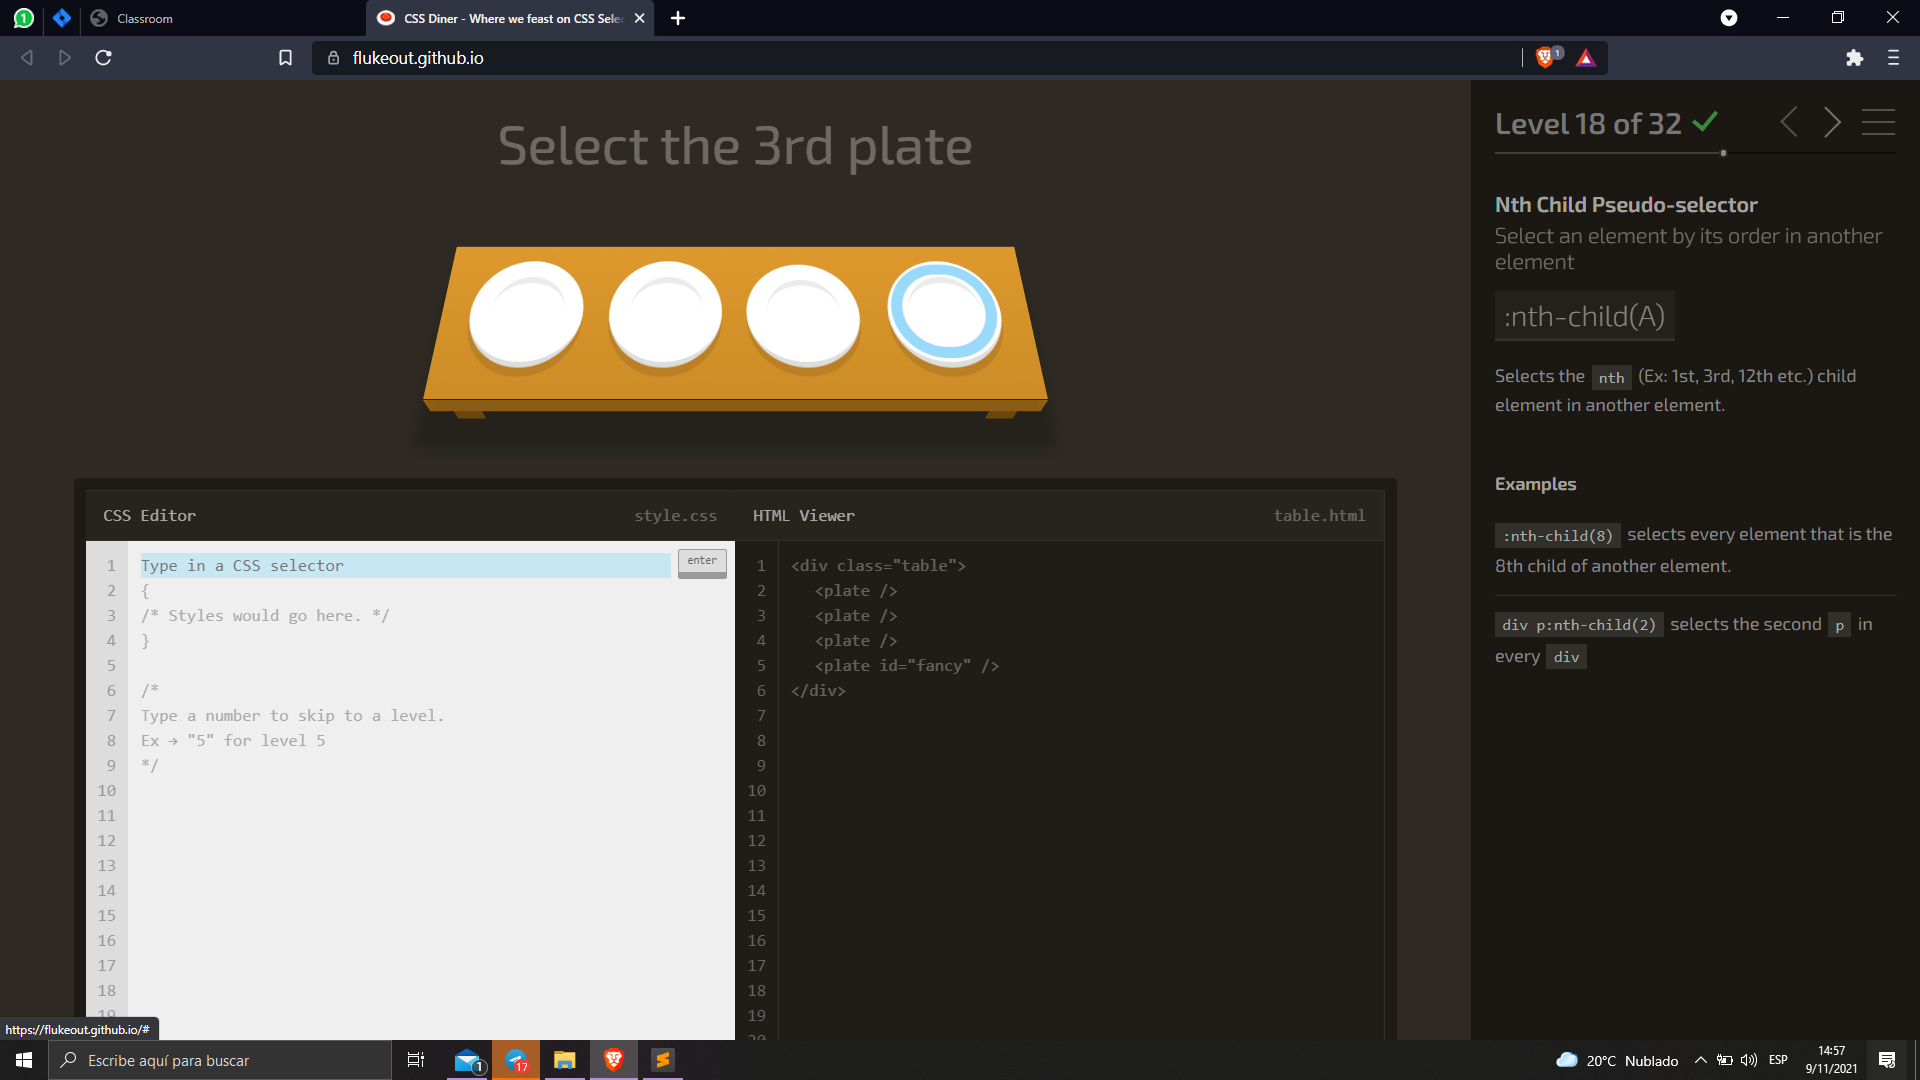 1
Classroom
CSS Diner - Where we feast on CSS Sele
flukeout.github.io
1
Select the 3rd plate
Level 18 of 32
Nth Child Pseudo-selector
Select an element by its order in another
element
:nth-child(A)
Selects the nth (Ex: 1st, 3rd, 12th etc.) child
element in another element.
Examples
:nth-child(8) selects every element that is the
8th child of another element.
div p:nth-child(2) selects the second p in
every div
CSS Editor style.css
1 Type in a CSS selector enter
2 {
3 /* Styles would go here. */
4 }
5
6 /*
7 Type a number to skip to a level.
8 Ex → "5" for level 5
9 */
10
11
12
13
14
15
16
17
18
19
HTML Viewer table.html
1 <div class="table">
2 <plate />
3 <plate />
4 <plate />
5 <plate id="fancy" />
6 </div>
7
8
9
10
11
12
13
14
15
16
17
18
19
20
https://flukeout.github.io/#
Escribe aquí para buscar
1
17
20°C Nublado
ESP
14:57
9/11/2021